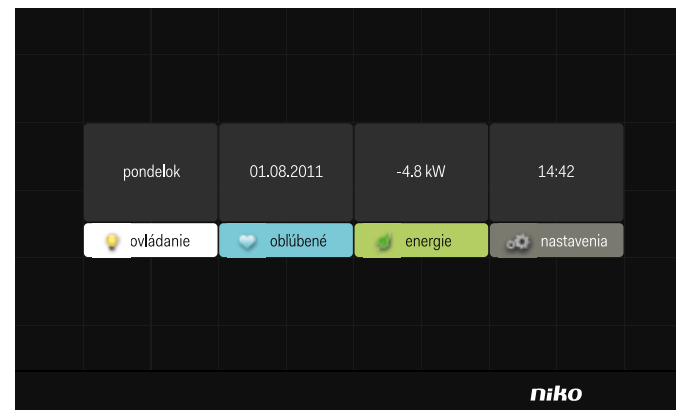 pondelok 01.08.2011 -4.8 kW 14:42
ovládanie obľúbené energie nastavenia
niko